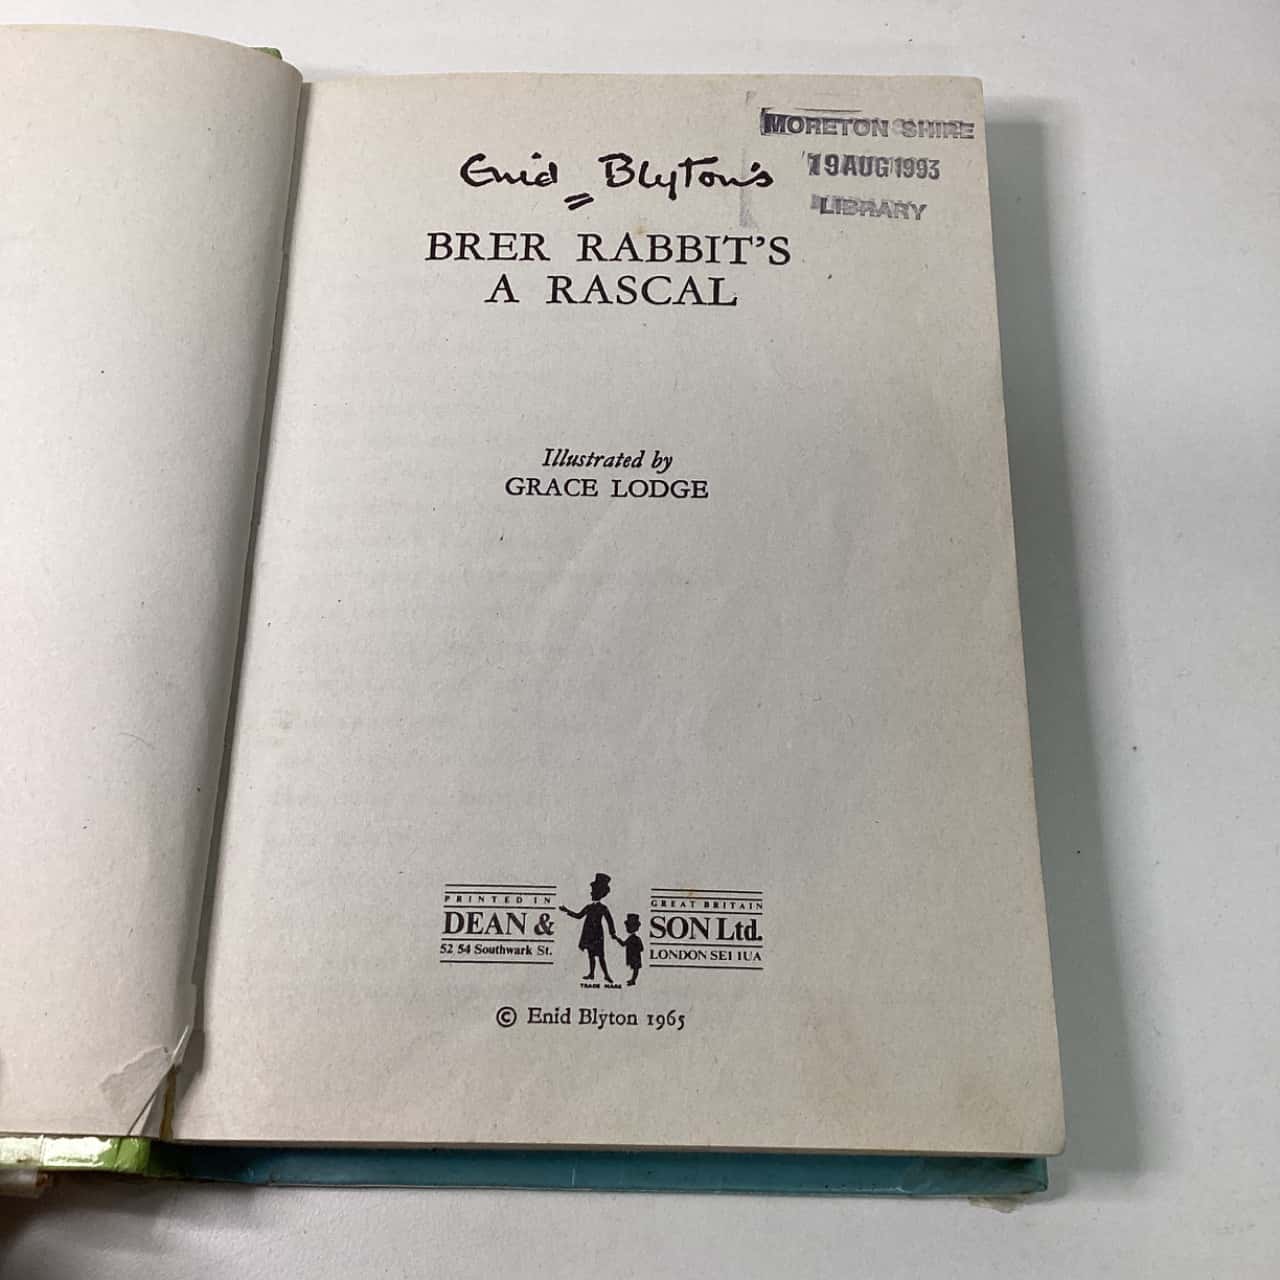 MORETON SHIRE
19 AUG 1993
LIBRARY
Enid Blyton's
BRER RABBIT'S
A RASCAL
Illustrated by
GRACE LODGE
PRINTED IN GREAT BRITAIN
DEAN & SON Ltd.
52 54 Southwark St. LONDON SE1 1UA
TRADE MARK
© Enid Blyton 1965